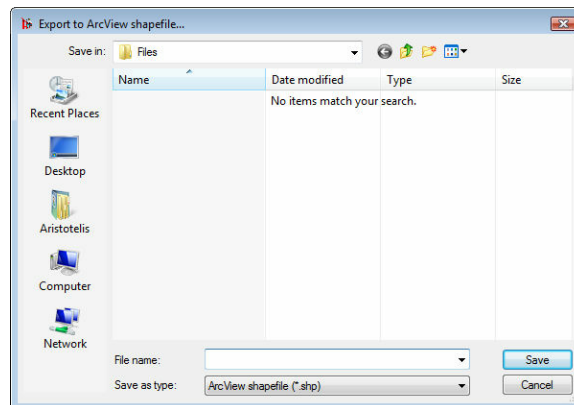 Export to ArcView shapefile...
Save in: Files
Name Date modified Type Size
No items match your search.
Recent Places
Desktop
Aristotelis
Computer
Network
File name: Save
Save as type: ArcView shapefile (*.shp) Cancel